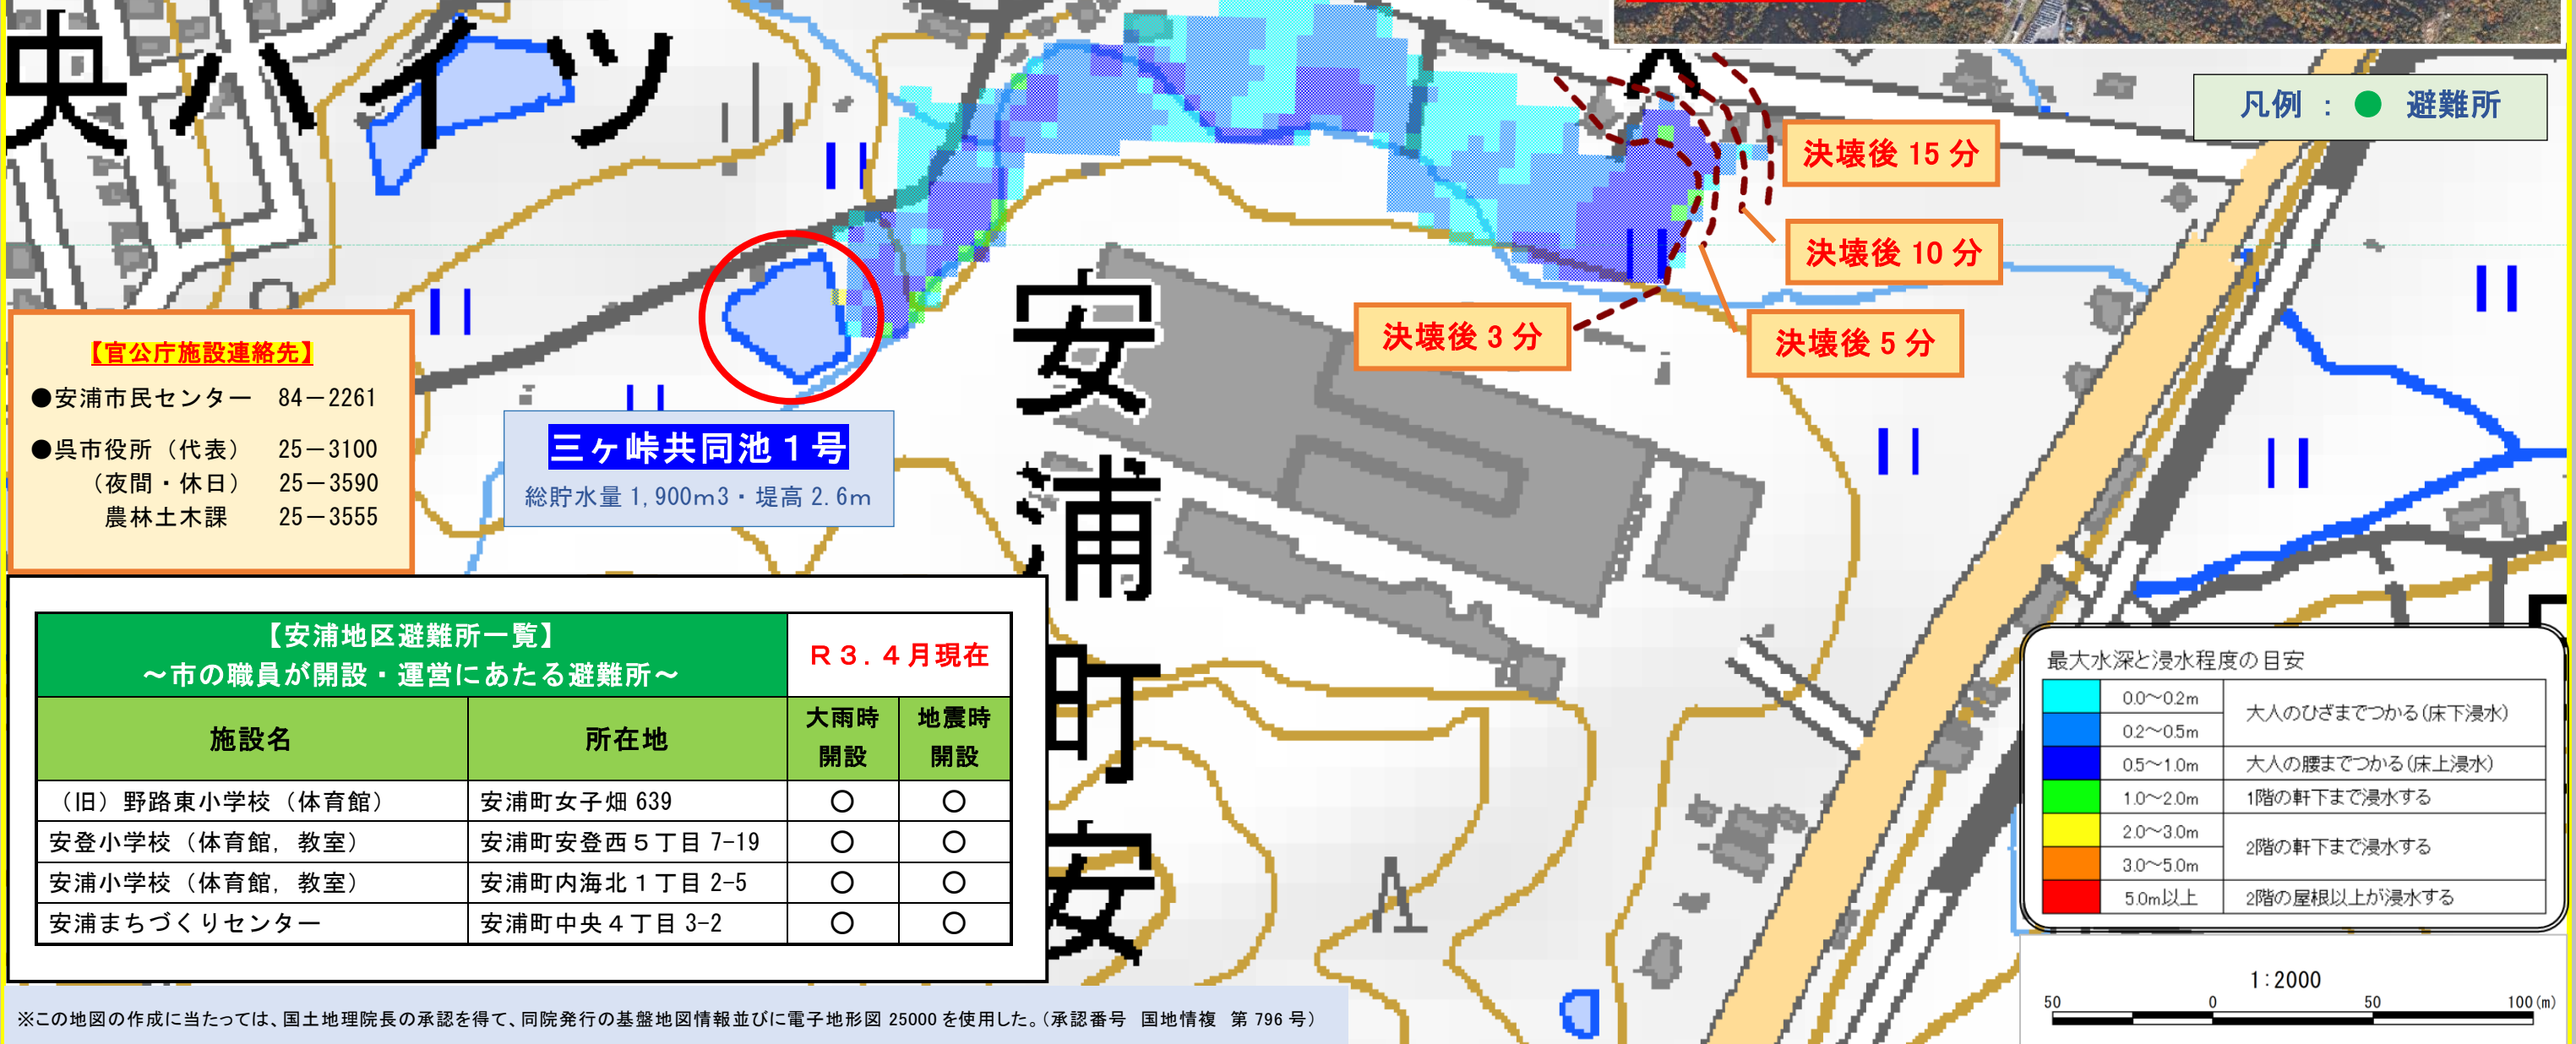 央ハイツ
凡例 : ● 避難所
決壊後 15 分
決壊後 10 分
決壊後 3 分
決壊後 5 分
安浦町安
【官公庁施設連絡先】
●安浦市民センター 84－2261
●呉市役所（代表） 25－3100
（夜間・休日） 25－3590
農林土木課 25－3555
三ヶ峠共同池１号
総貯水量 1,900m3・堤高 2.6m
【安浦地区避難所一覧】
～市の職員が開設・運営にあたる避難所～
Ｒ３.４月現在
施設名 所在地 大雨時開設 地震時開設
（旧）野路東小学校（体育館） 安浦町女子畑 639 〇 〇
安登小学校（体育館，教室） 安浦町安登西５丁目 7-19 〇 〇
安浦小学校（体育館，教室） 安浦町内海北１丁目 2-5 〇 〇
安浦まちづくりセンター 安浦町中央４丁目 3-2 〇 〇
最大水深と浸水程度の目安
0.0～0.2m 大人のひざまでつかる(床下浸水)
0.2～0.5m
0.5～1.0m 大人の腰までつかる(床上浸水)
1.0～2.0m 1階の軒下まで浸水する
2.0～3.0m 2階の軒下まで浸水する
3.0～5.0m
5.0m以上 2階の屋根以上が浸水する
1:2000
50 0 50 100(m)
※この地図の作成に当たっては、国土地理院長の承認を得て、同院発行の基盤地図情報並びに電子地形図 25000 を使用した。（承認番号 国地情複 第 796 号）